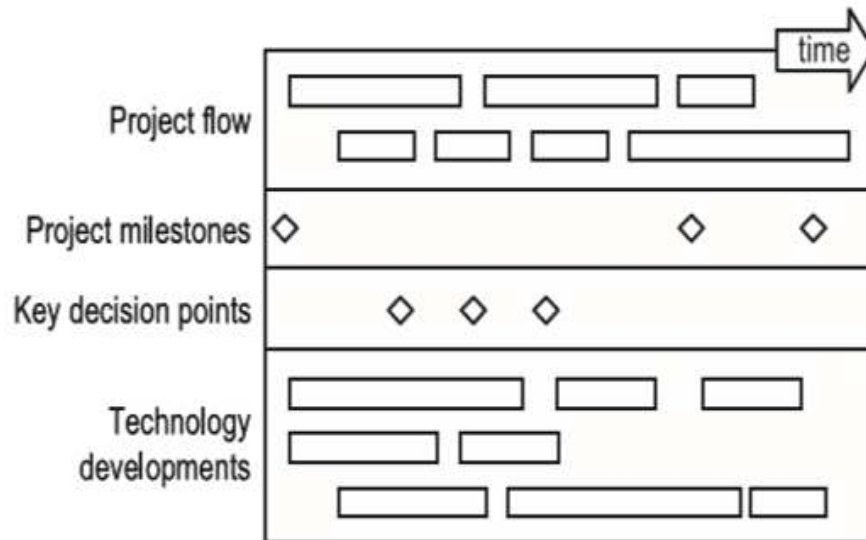 time
Project flow
Project milestones
Key decision points
Technology
developments